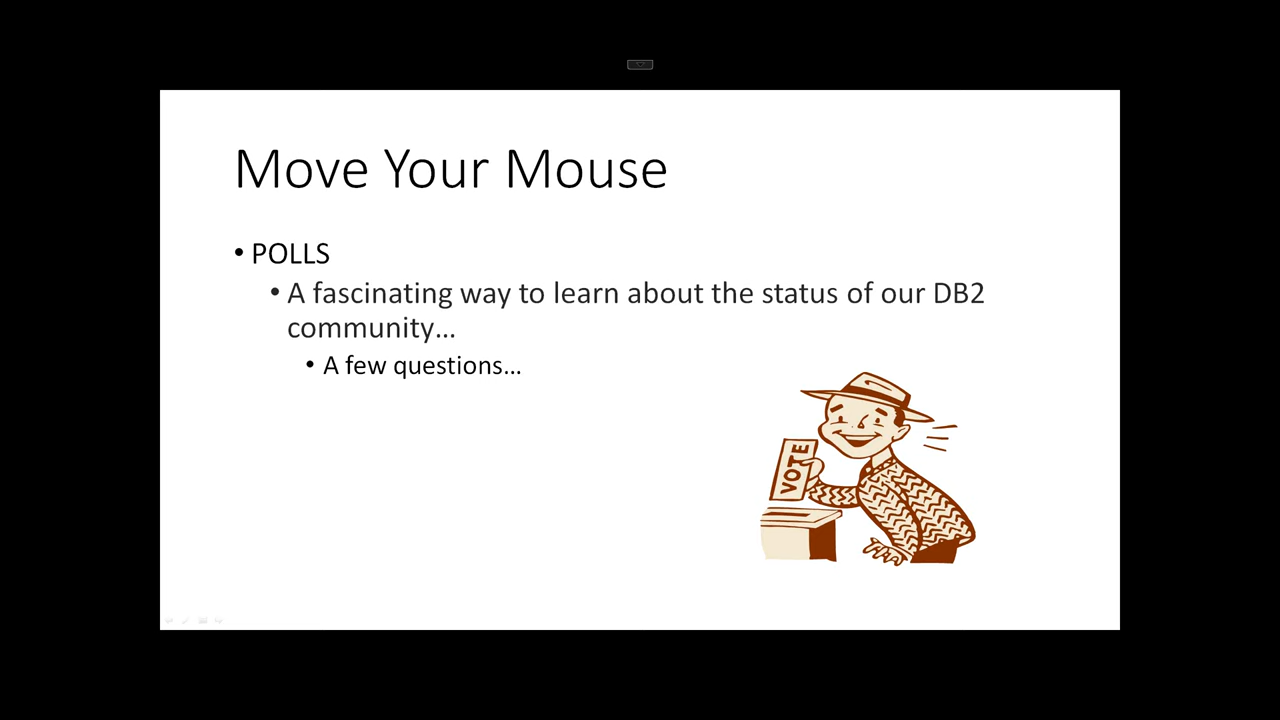 Move Your Mouse
• POLLS
• A fascinating way to learn about the status of our DB2
community…
• A few questions…
VOTE